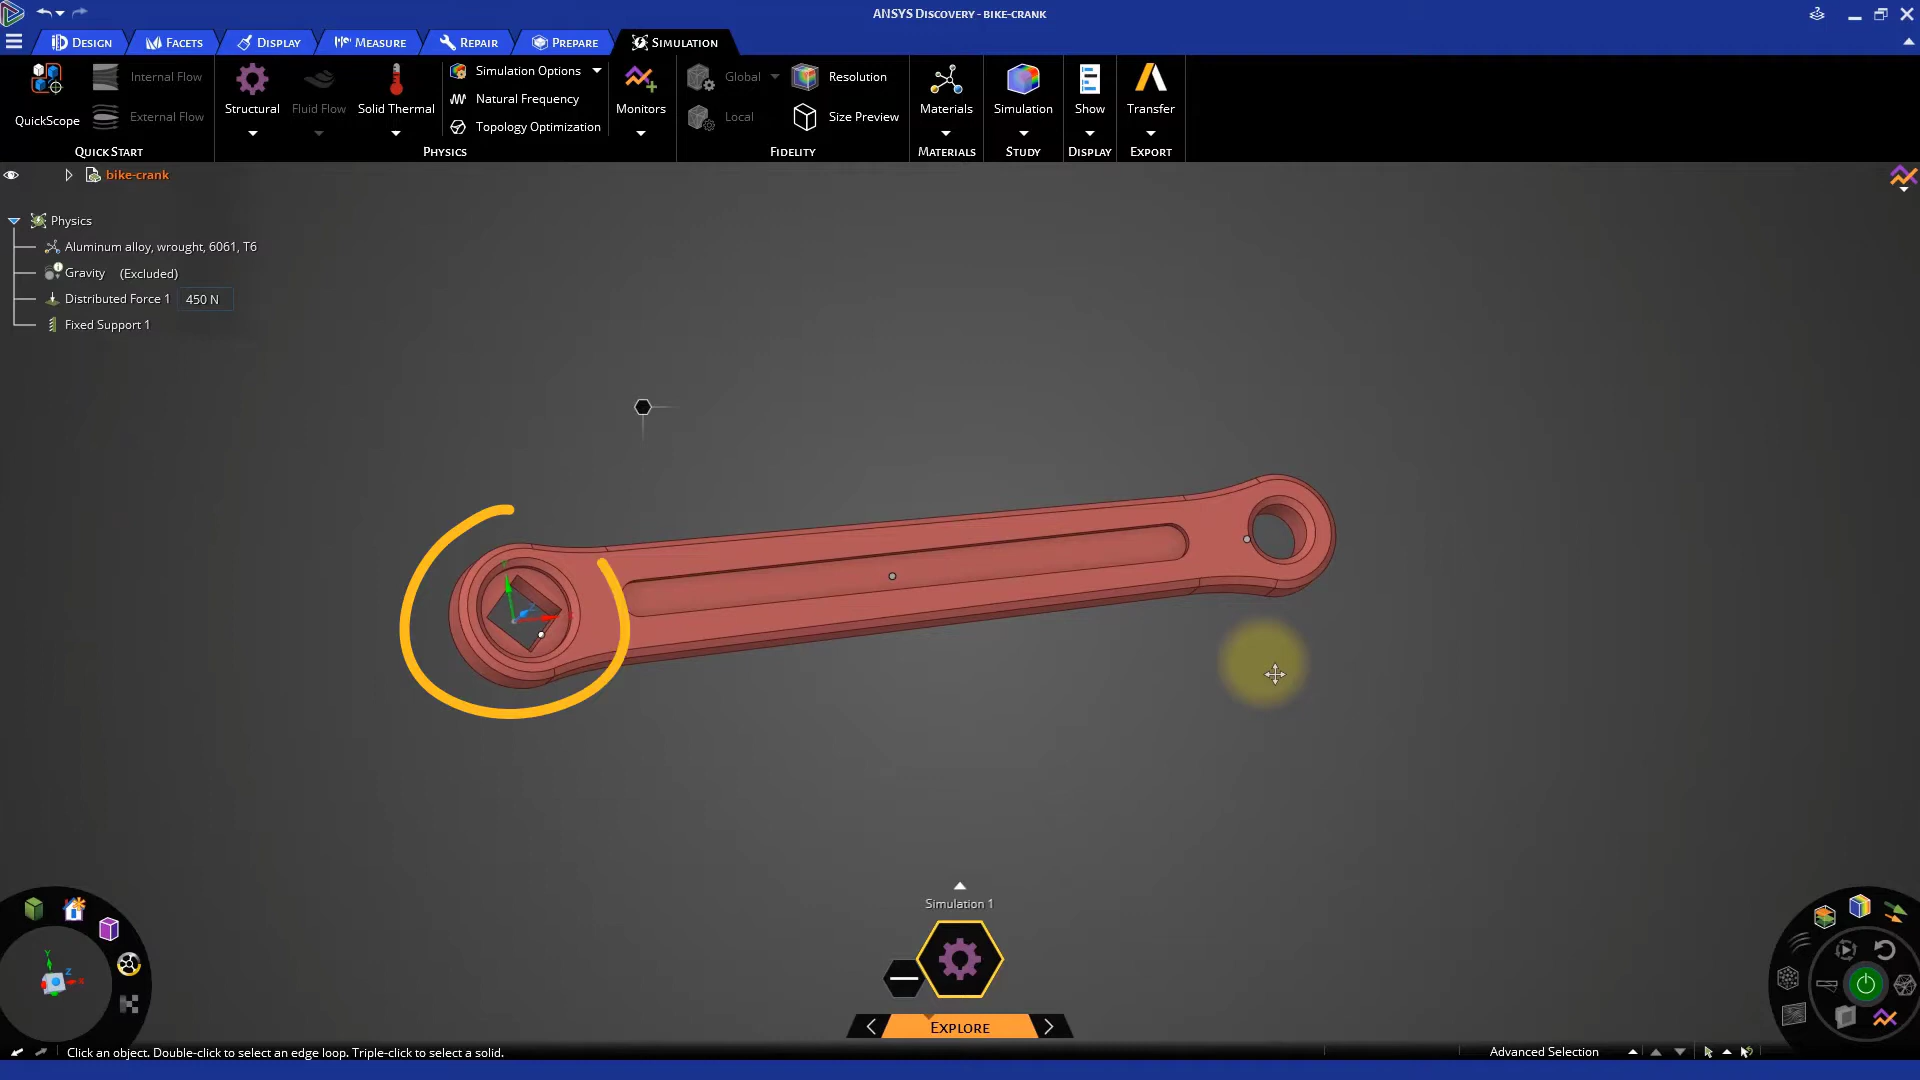 ANSYS DISCOVERY - BIKE-CRANK
DESIGN
FACETS
DISPLAY
MEASURE
REPAIR
PREPARE
SIMULATION
QuickScope
Internal Flow
External Flow
QUICK START
Structural
Fluid Flow
Solid Thermal
Simulation Options
Natural Frequency
Topology Optimization
PHYSICS
Monitors
Global
Local
Resolution
Size Preview
FIDELITY
Materials
MATERIALS
Simulation
STUDY
Show
DISPLAY
Transfer
EXPORT
bike-crank
Physics
Aluminum alloy, wrought, 6061, T6
Gravity (Excluded)
Distributed Force 1 450 N
Fixed Support 1
Simulation 1
EXPLORE
Click an object. Double-click to select an edge loop. Triple-click to select a solid.
Advanced Selection
Y
Z
X